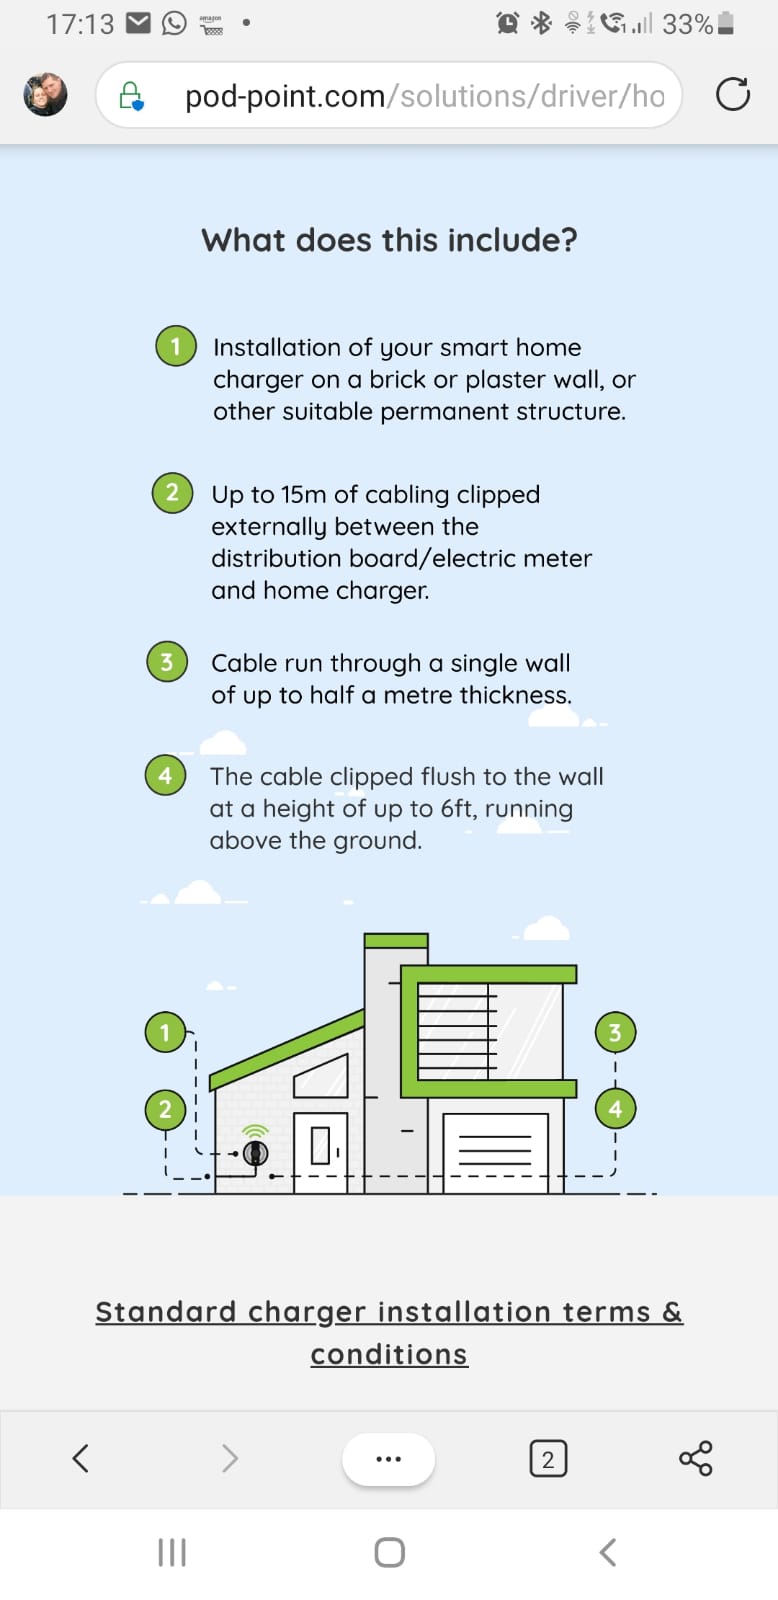 17:13
amazon
33%
pod-point.com/solutions/driver/ho
What does this include?
1
Installation of your smart home
charger on a brick or plaster wall, or
other suitable permanent structure.
2
Up to 15m of cabling clipped
externally between the
distribution board/electric meter
and home charger.
3
Cable run through a single wall
of up to half a metre thickness.
4
The cable clipped flush to the wall
at a height of up to 6ft, running
above the ground.
1
3
2
4
Standard charger installation terms &
conditions
2